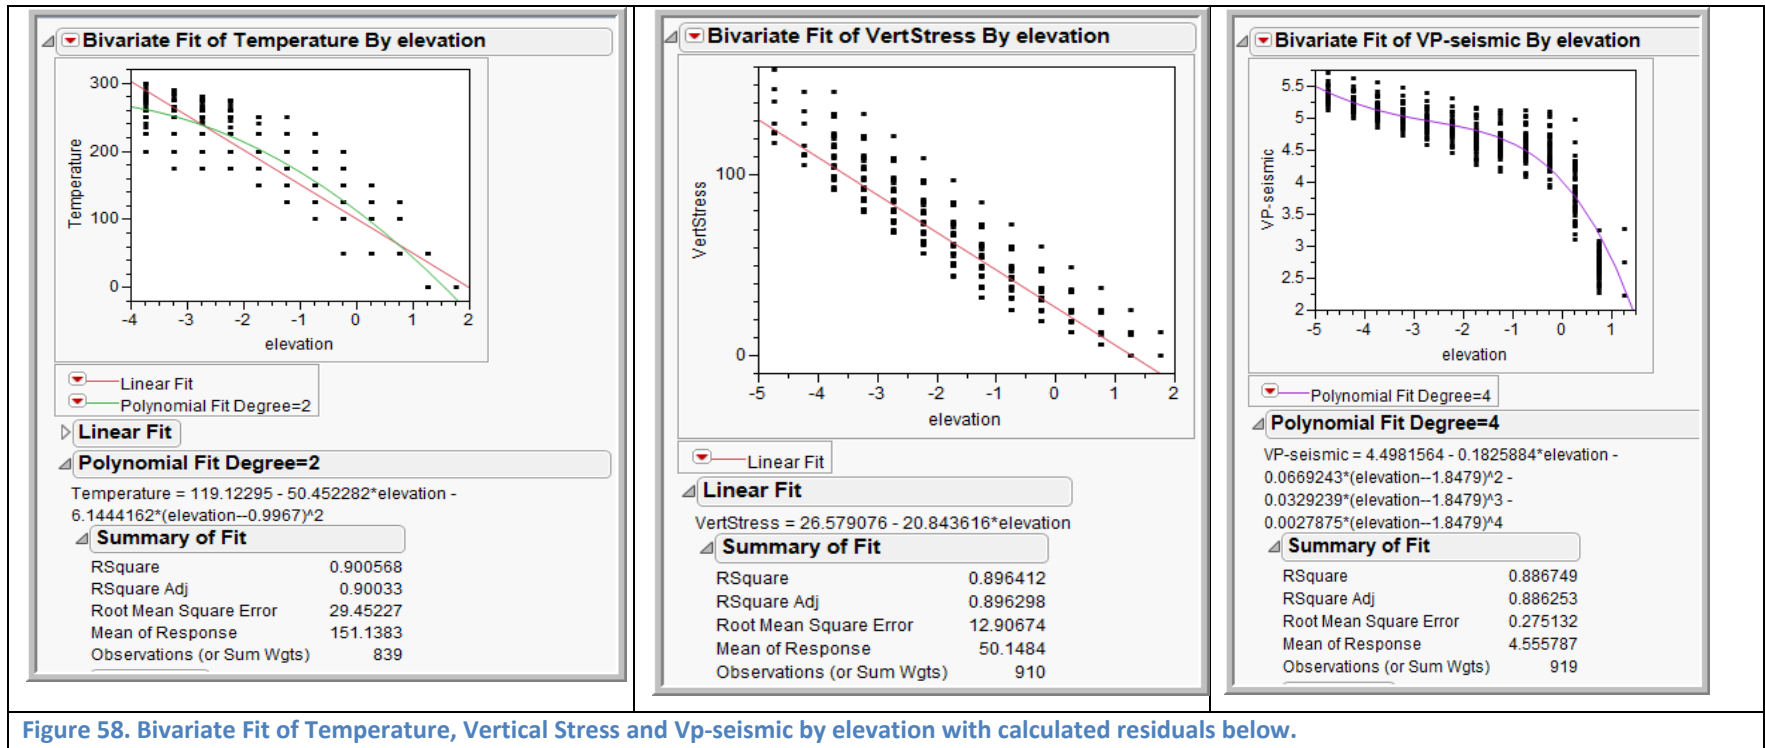 Bivariate Fit of Temperature By elevation
300
200
100
0
Temperature
-4 -3 -2 -1 0 1 2
elevation
Linear Fit
Polynomial Fit Degree=2
Linear Fit
Polynomial Fit Degree=2
Temperature = 119.12295 - 50.452282*elevation -
6.1444162*(elevation--0.9967)^2
Summary of Fit
RSquare 0.900568
RSquare Adj 0.90033
Root Mean Square Error 29.45227
Mean of Response 151.1383
Observations (or Sum Wgts) 839
Bivariate Fit of VertStress By elevation
100
0
VertStress
-5 -4 -3 -2 -1 0 1 2
elevation
Linear Fit
Linear Fit
VertStress = 26.579076 - 20.843616*elevation
Summary of Fit
RSquare 0.896412
RSquare Adj 0.896298
Root Mean Square Error 12.90674
Mean of Response 50.1484
Observations (or Sum Wgts) 910
Bivariate Fit of VP-seismic By elevation
5.5
5
4.5
4
3.5
3
2.5
2
VP-seismic
-5 -4 -3 -2 -1 0 1
elevation
Polynomial Fit Degree=4
Polynomial Fit Degree=4
VP-seismic = 4.4981564 - 0.1825884*elevation -
0.0669243*(elevation--1.8479)^2 -
0.0329239*(elevation--1.8479)^3 -
0.0027875*(elevation--1.8479)^4
Summary of Fit
RSquare 0.886749
RSquare Adj 0.886253
Root Mean Square Error 0.275132
Mean of Response 4.555787
Observations (or Sum Wgts) 919
Figure 58. Bivariate Fit of Temperature, Vertical Stress and Vp-seismic by elevation with calculated residuals below.